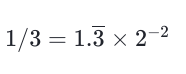 1/3 = 1.3̅ × 2⁻²